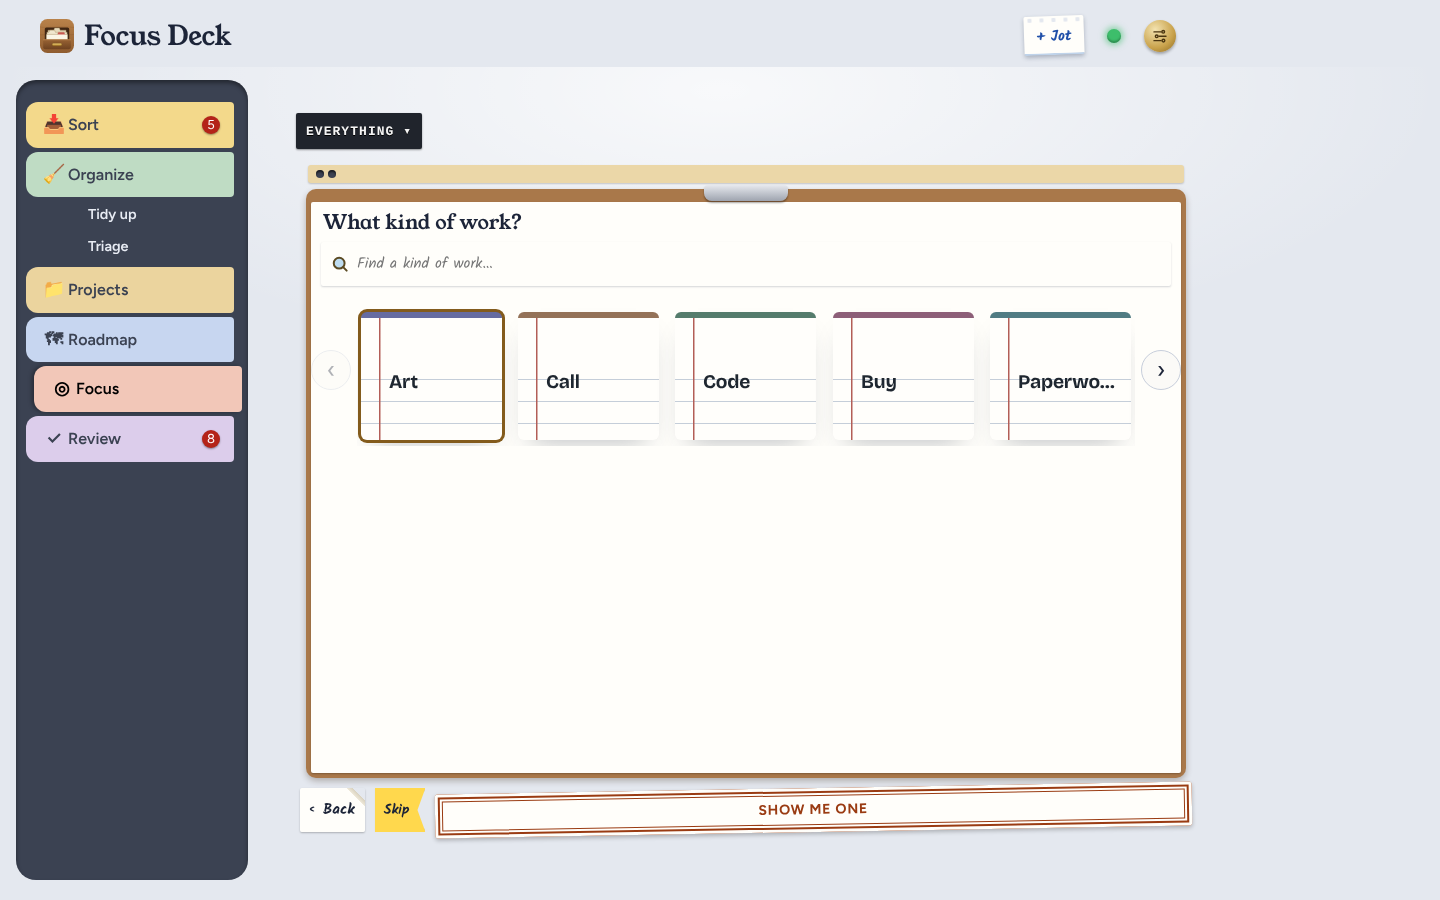 Focus Deck
+ Jot
Sort
5
Organize
Tidy up
Triage
Projects
Roadmap
Focus
Review
8
EVERYTHING ▾
What kind of work?
Find a kind of work...
‹
Art
Call
Code
Buy
Paperwo...
›
‹ Back
Skip
SHOW ME ONE